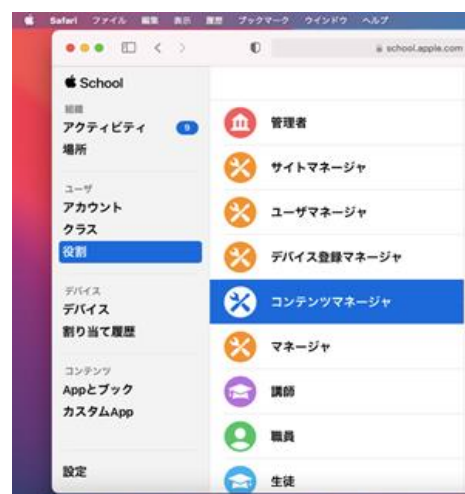 Safari ファイル 編集 表示 履歴 ブックマーク ウインドウ ヘルプ
school.apple.com
School
組織
アクティビティ 9
場所
ユーザ
アカウント
クラス
役割
デバイス
デバイス
割り当て履歴
コンテンツ
Appとブック
カスタムApp
設定
管理者
サイトマネージャ
ユーザマネージャ
デバイス登録マネージャ
コンテンツマネージャ
マネージャ
講師
職員
生徒